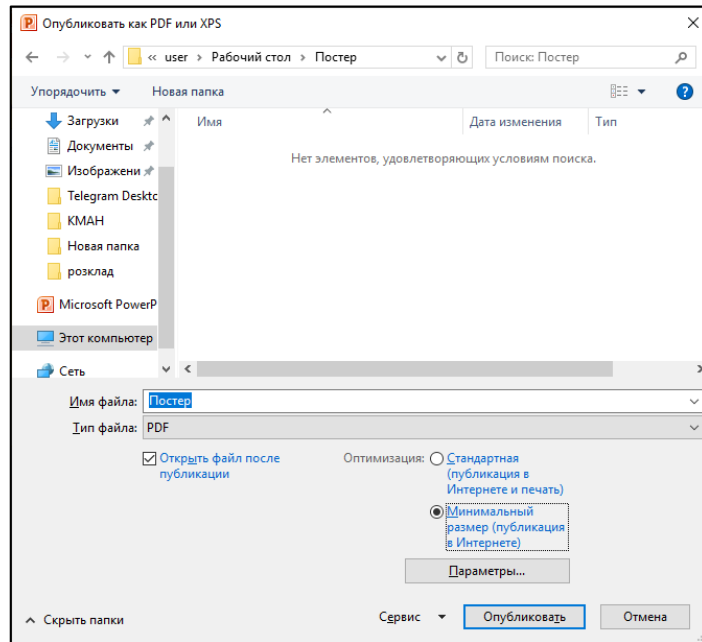 Опубликовать как PDF или XPS
« user › Рабочий стол › Постер
Поиск: Постер
Упорядочить
Новая папка
Имя
Дата изменения
Тип
Нет элементов, удовлетворяющих условиям поиска.
Загрузки
Документы
Изображени
Telegram Desktc
КМАН
Новая папка
розклад
Microsoft PowerP
Этот компьютер
Сеть
Имя файла: Постер
Тип файла: PDF
Открыть файл после
публикации
Оптимизация:
Стандартная
(публикация в
Интернете и печать)
Минимальный
размер (публикация
в Интернете)
Параметры...
Скрыть папки
Сервис
Опубликовать
Отмена